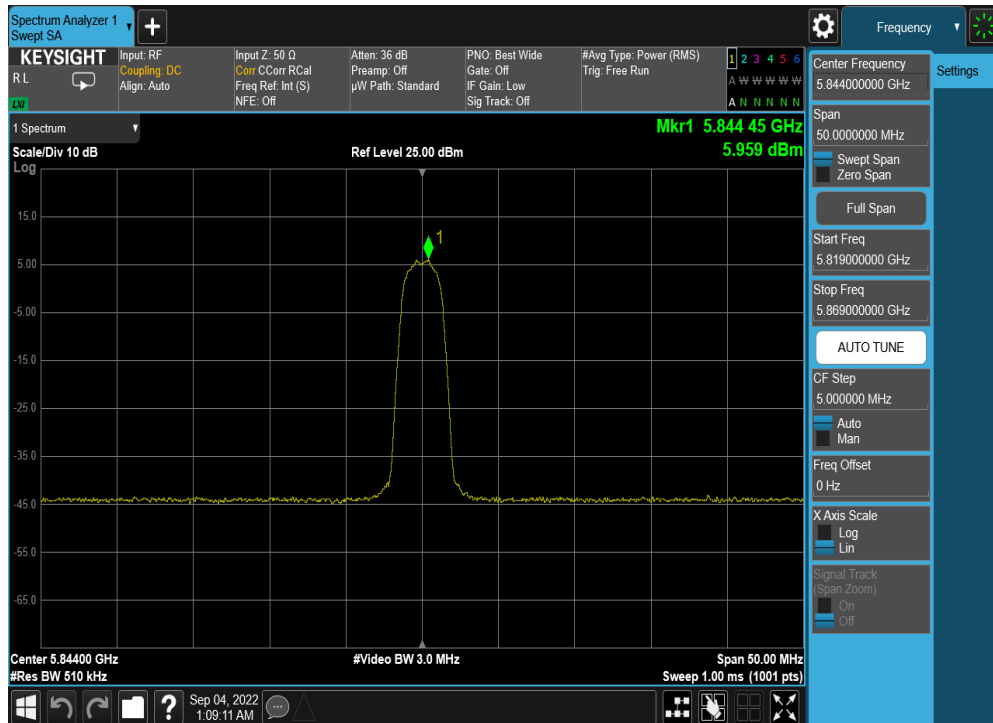 Spectrum Analyzer 1
Swept SA
+
Frequency
KEYSIGHT
Input: RF
Input Z: 50 Ω
Atten: 36 dB
PNO: Best Wide
#Avg Type: Power (RMS)
1 2 3 4 5 6
R L
Coupling: DC
Corr CCorr RCal
Preamp: Off
Gate: Off
Trig: Free Run
Align: Auto
Freq Ref: Int (S)
µW Path: Standard
IF Gain: Low
A W W W W W
NFE: Off
Sig Track: Off
LXI
A N N N N N
1 Spectrum
Mkr1 5.844 45 GHz
Scale/Div 10 dB
Ref Level 25.00 dBm
5.959 dBm
Log
15.0
5.00
-5.00
-15.0
-25.0
-35.0
-45.0
-55.0
-65.0
1
Center 5.84400 GHz
#Video BW 3.0 MHz
Span 50.00 MHz
#Res BW 510 kHz
Sweep 1.00 ms (1001 pts)
Center Frequency
5.844000000 GHz
Settings
Span
50.0000000 MHz
Swept Span
Zero Span
Full Span
Start Freq
5.819000000 GHz
Stop Freq
5.869000000 GHz
AUTO TUNE
CF Step
5.000000 MHz
Auto
Man
Freq Offset
0 Hz
X Axis Scale
Log
Lin
Signal Track
(Span Zoom)
On
Off
?
Sep 04, 2022
1:09:11 AM